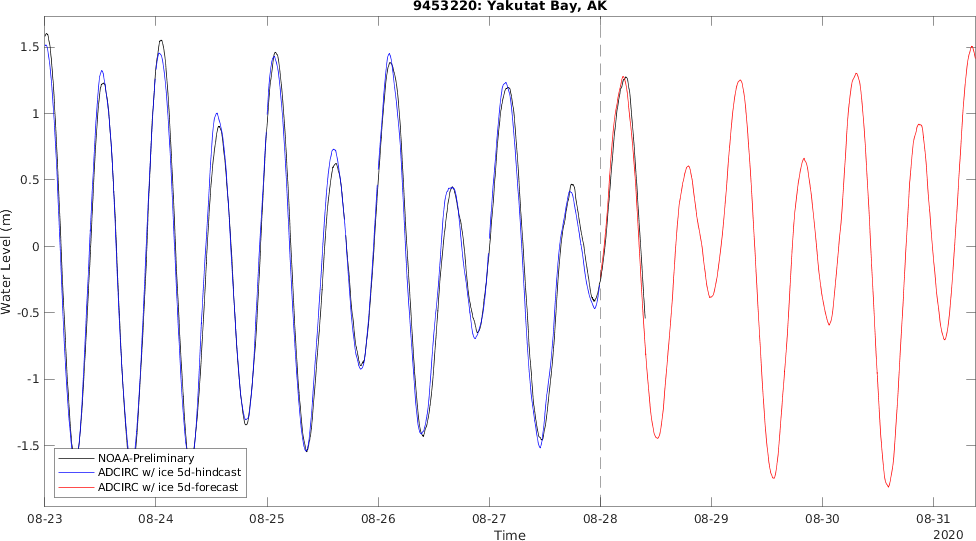 9453220: Yakutat Bay, AK
Water Level (m)
1.5
1
0.5
0
-0.5
-1
-1.5
NOAA-Preliminary
ADCIRC w/ ice 5d-hindcast
ADCIRC w/ ice 5d-forecast
08-23 08-24 08-25 08-26 08-27 08-28 08-29 08-30 08-31
Time
2020